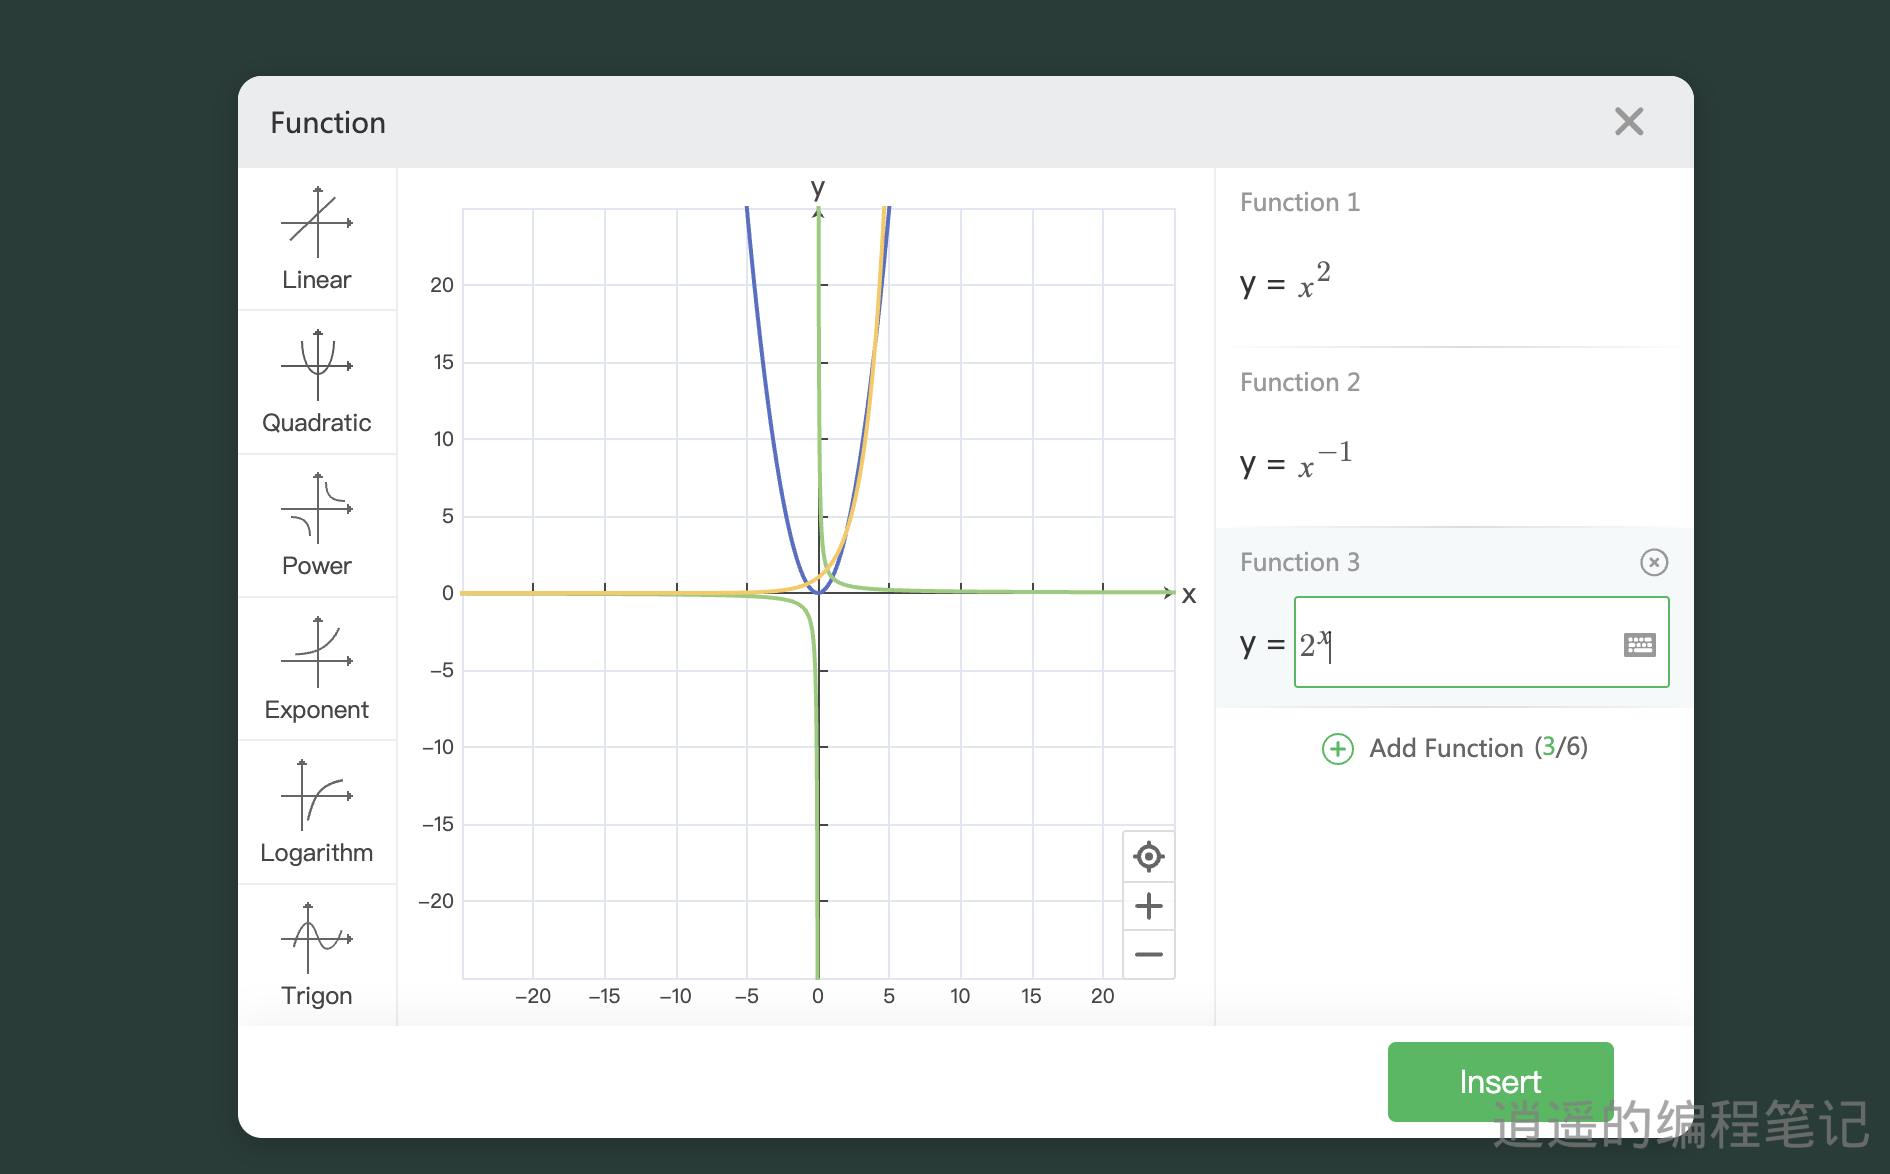 Function
Linear
Quadratic
Power
Exponent
Logarithm
Trigon
y
20
15
10
5
0
−5
−10
−15
−20
x
−20 −15 −10 −5 0 5 10 15 20
Function 1
y = x²
Function 2
y = x⁻¹
Function 3
y = 2ˣ
Add Function (3/6)
Insert
逍遥的编程笔记